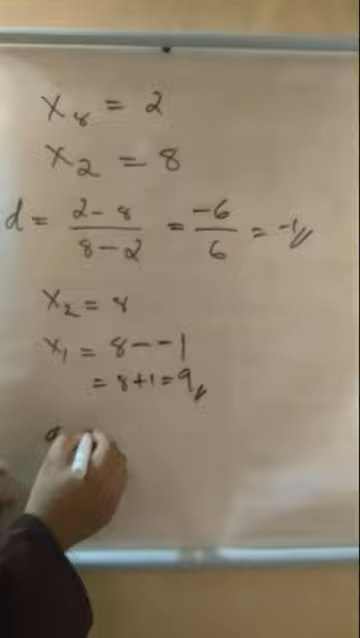 x₈ = 2
x₂ = 8
d = (2-8)/(8-2) = -6/6 = -1//
x₂ = 8
x₁ = 8--1
= 8+1=9//